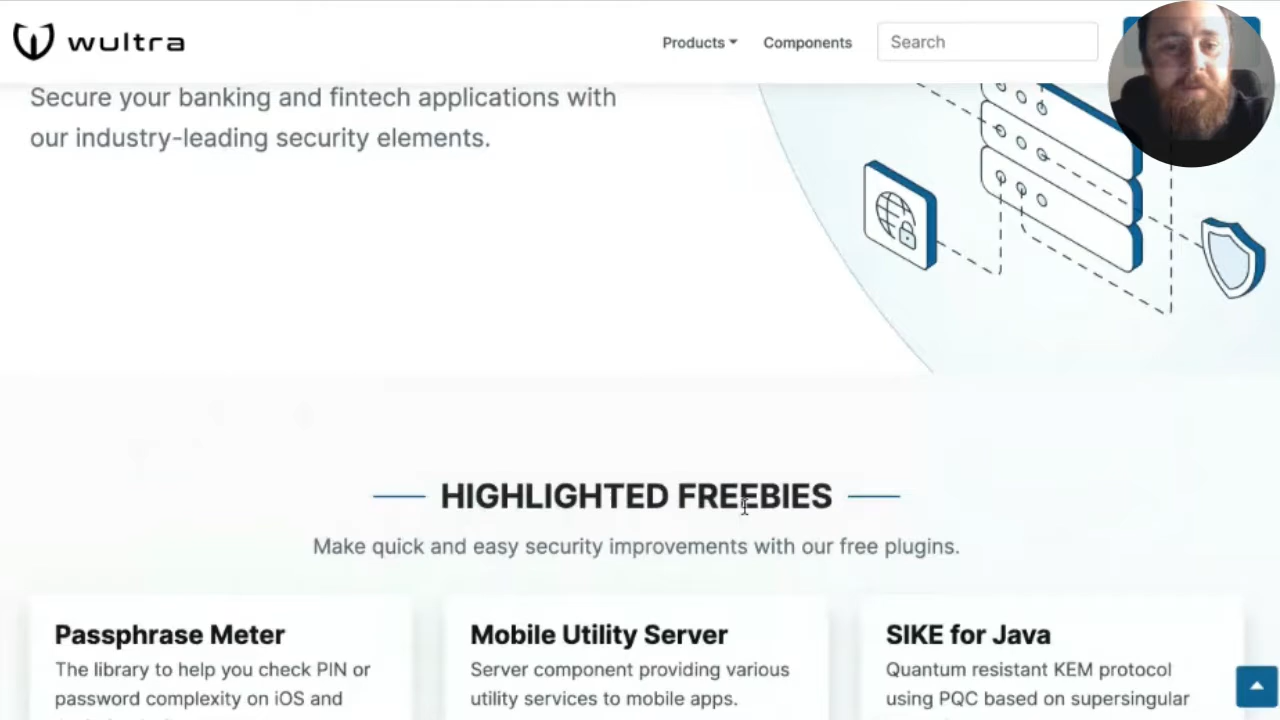 wultra
Products
Components
Search
Secure your banking and fintech applications with
our industry-leading security elements.
HIGHLIGHTED FREEBIES
Make quick and easy security improvements with our free plugins.
Passphrase Meter
The library to help you check PIN or
password complexity on iOS and
Mobile Utility Server
Server component providing various
utility services to mobile apps.
SIKE for Java
Quantum resistant KEM protocol
using PQC based on supersingular